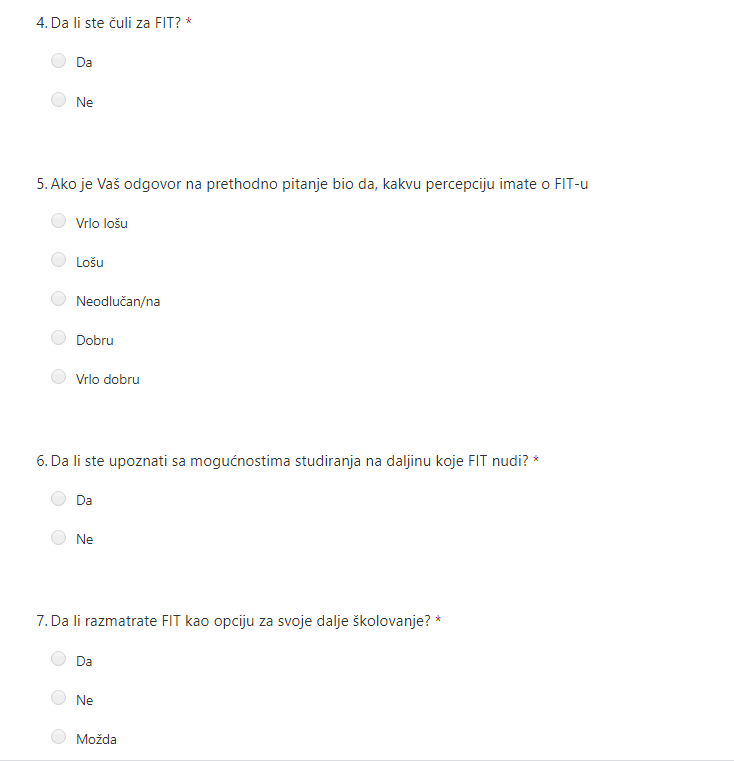 4. Da li ste čuli za FIT? *
Da
Ne
5. Ako je Vaš odgovor na prethodno pitanje bio da, kakvu percepciju imate o FIT-u
Vrlo lošu
Lošu
Neodlučan/na
Dobru
Vrlo dobru
6. Da li ste upoznati sa mogućnostima studiranja na daljinu koje FIT nudi? *
Da
Ne
7. Da li razmatrate FIT kao opciju za svoje dalje školovanje? *
Da
Ne
Možda